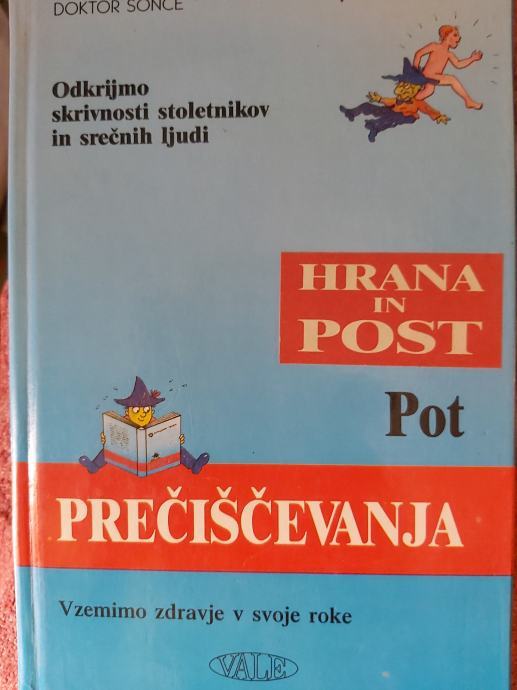 DOKTOR SONCE
Odkrijmo
skrivnosti stoletnikov
in srečnih ljudi
HRANA
IN
POST
Pot
PREČIŠČEVANJA
Vzemimo zdravje v svoje roke
VALE